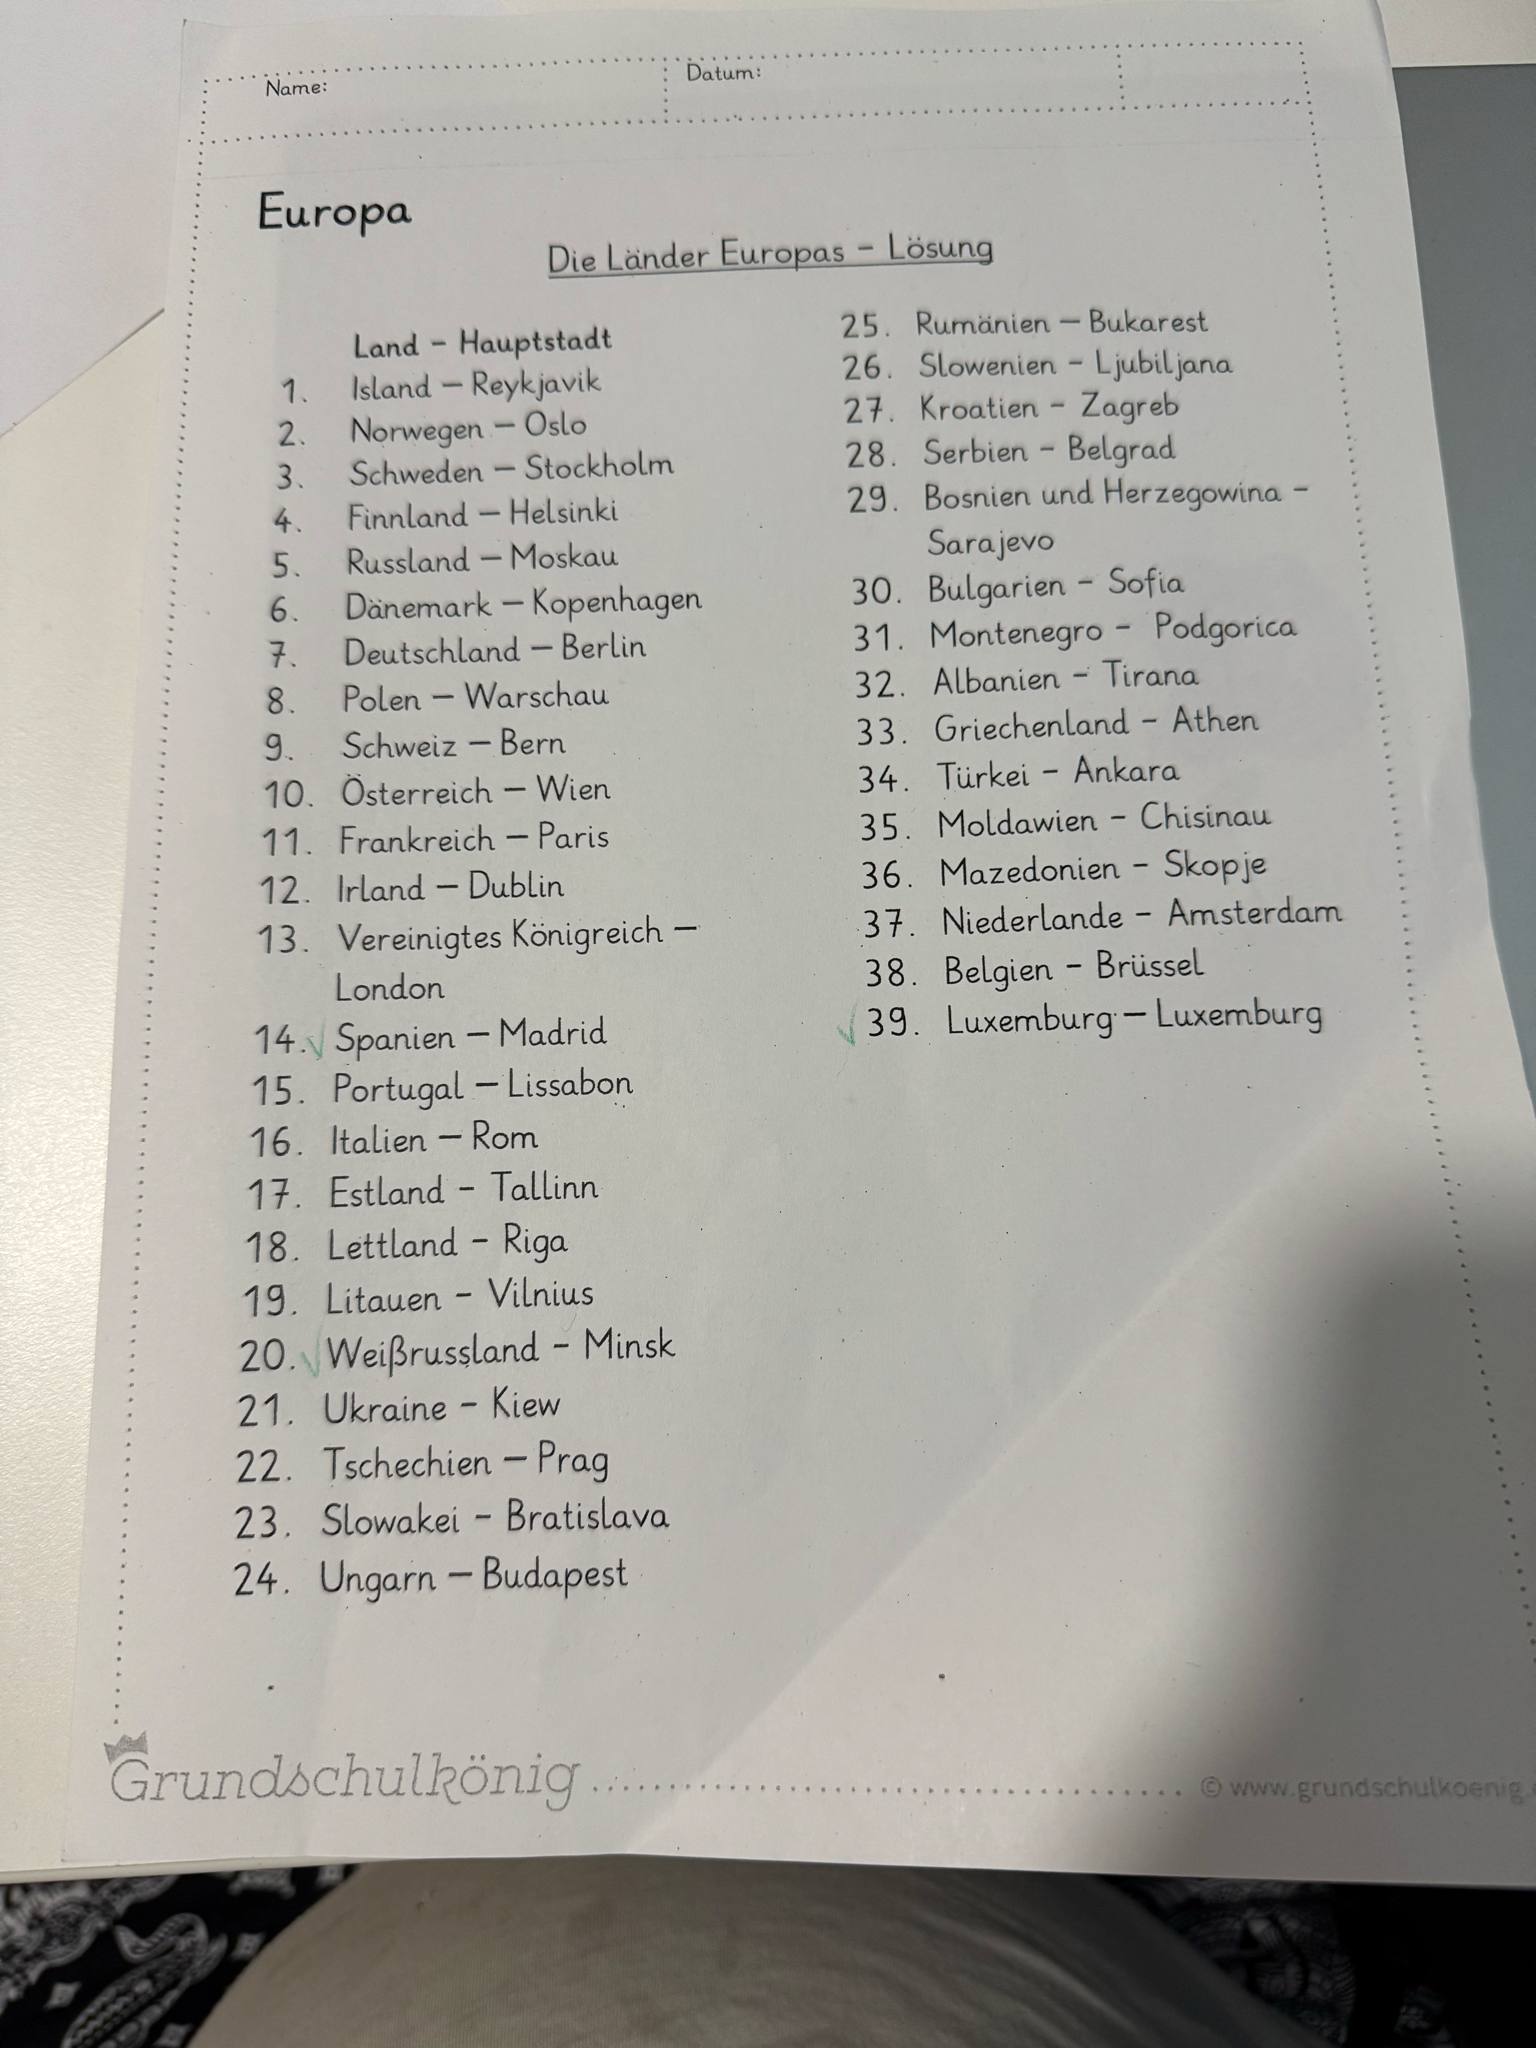 Name:
Datum:
Europa
Die Länder Europas - Lösung
Land - Hauptstadt
1. Island – Reykjavik
2. Norwegen – Oslo
3. Schweden – Stockholm
4. Finnland – Helsinki
5. Russland – Moskau
6. Dänemark – Kopenhagen
7. Deutschland – Berlin
8. Polen – Warschau
9. Schweiz – Bern
10. Österreich – Wien
11. Frankreich – Paris
12. Irland – Dublin
13. Vereinigtes Königreich –
London
14. Spanien – Madrid
15. Portugal – Lissabon
16. Italien – Rom
17. Estland - Tallinn
18. Lettland - Riga
19. Litauen - Vilnius
20. Weißrussland - Minsk
21. Ukraine - Kiew
22. Tschechien – Prag
23. Slowakei - Bratislava
24. Ungarn – Budapest
25. Rumänien – Bukarest
26. Slowenien - Ljubiljana
27. Kroatien - Zagreb
28. Serbien - Belgrad
29. Bosnien und Herzegowina -
Sarajevo
30. Bulgarien - Sofia
31. Montenegro - Podgorica
32. Albanien - Tirana
33. Griechenland - Athen
34. Türkei - Ankara
35. Moldawien - Chisinau
36. Mazedonien - Skopje
37. Niederlande - Amsterdam
38. Belgien - Brüssel
39. Luxemburg – Luxemburg
Grundschulkönig
© www.grundschulkoenig.